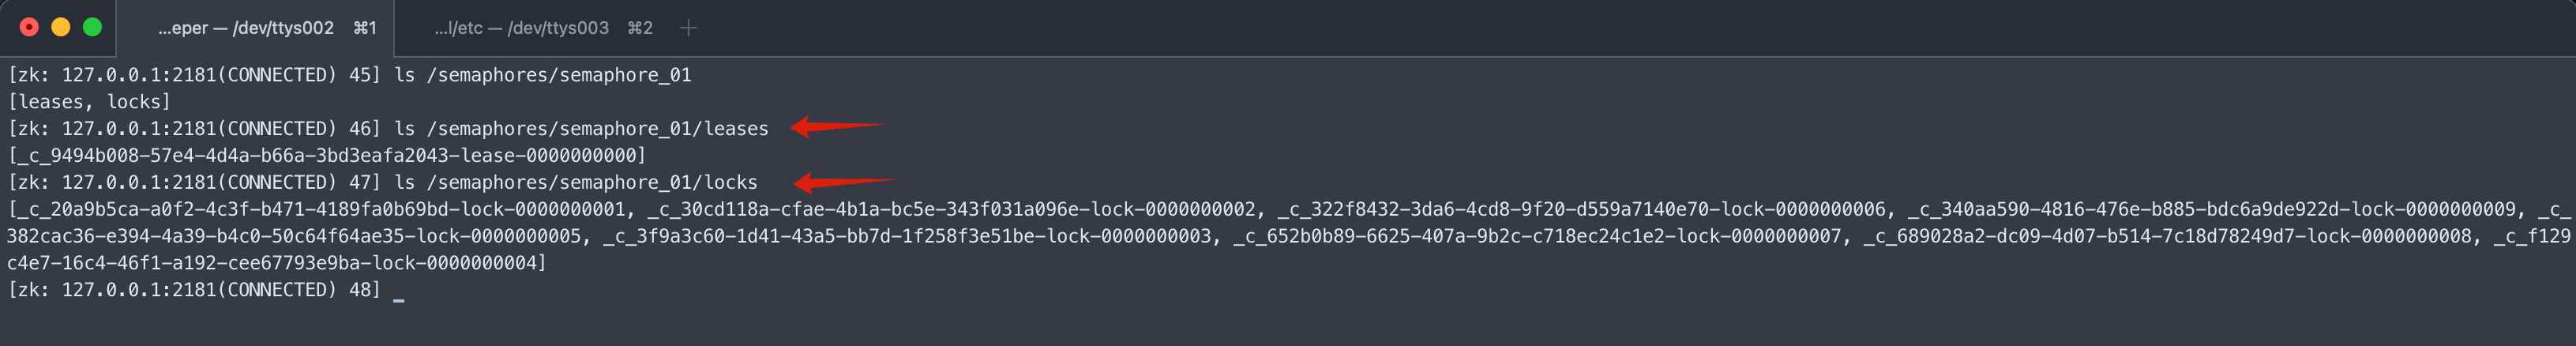 ...eper — /dev/ttys002 ⌘1 ...l/etc — /dev/ttys003 ⌘2
[zk: 127.0.0.1:2181(CONNECTED) 45] ls /semaphores/semaphore_01
[leases, locks]
[zk: 127.0.0.1:2181(CONNECTED) 46] ls /semaphores/semaphore_01/leases
[_c_9494b008-57e4-4d4a-b66a-3bd3eafa2043-lease-0000000000]
[zk: 127.0.0.1:2181(CONNECTED) 47] ls /semaphores/semaphore_01/locks
[_c_20a9b5ca-a0f2-4c3f-b471-4189fa0b69bd-lock-0000000001, _c_30cd118a-cfae-4b1a-bc5e-343f031a096e-lock-0000000002, _c_322f8432-3da6-4cd8-9f20-d559a7140e70-lock-0000000006, _c_340aa590-4816-476e-b885-bdc6a9de922d-lock-0000000009, _c_
382cac36-e394-4a39-b4c0-50c64f64ae35-lock-0000000005, _c_3f9a3c60-1d41-43a5-bb7d-1f258f3e51be-lock-0000000003, _c_652b0b89-6625-407a-9b2c-c718ec24c1e2-lock-0000000007, _c_689028a2-dc09-4d07-b514-7c18d78249d7-lock-0000000008, _c_f129
c4e7-16c4-46f1-a192-cee67793e9ba-lock-0000000004]
[zk: 127.0.0.1:2181(CONNECTED) 48]